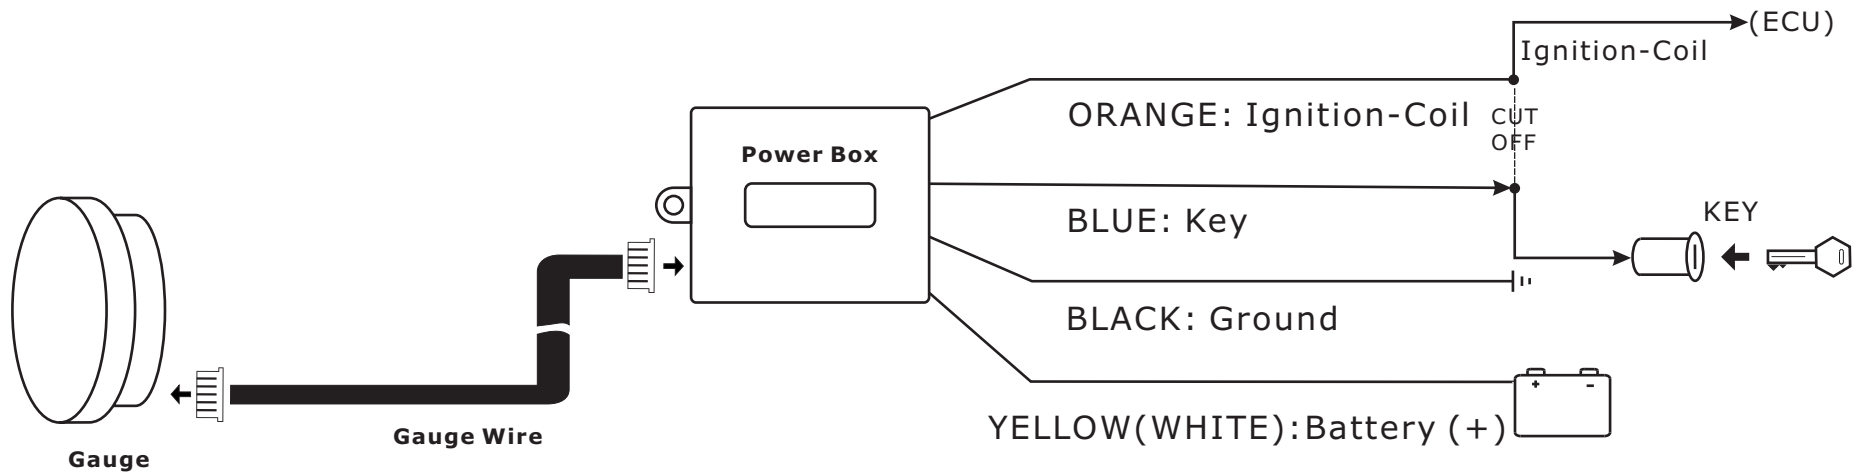 (ECU)
Ignition-Coil
ORANGE: Ignition-Coil
CUT
OFF
Power Box
BLUE: Key
KEY
BLACK: Ground
+ -
YELLOW(WHITE):Battery (+)
Gauge Wire
Gauge